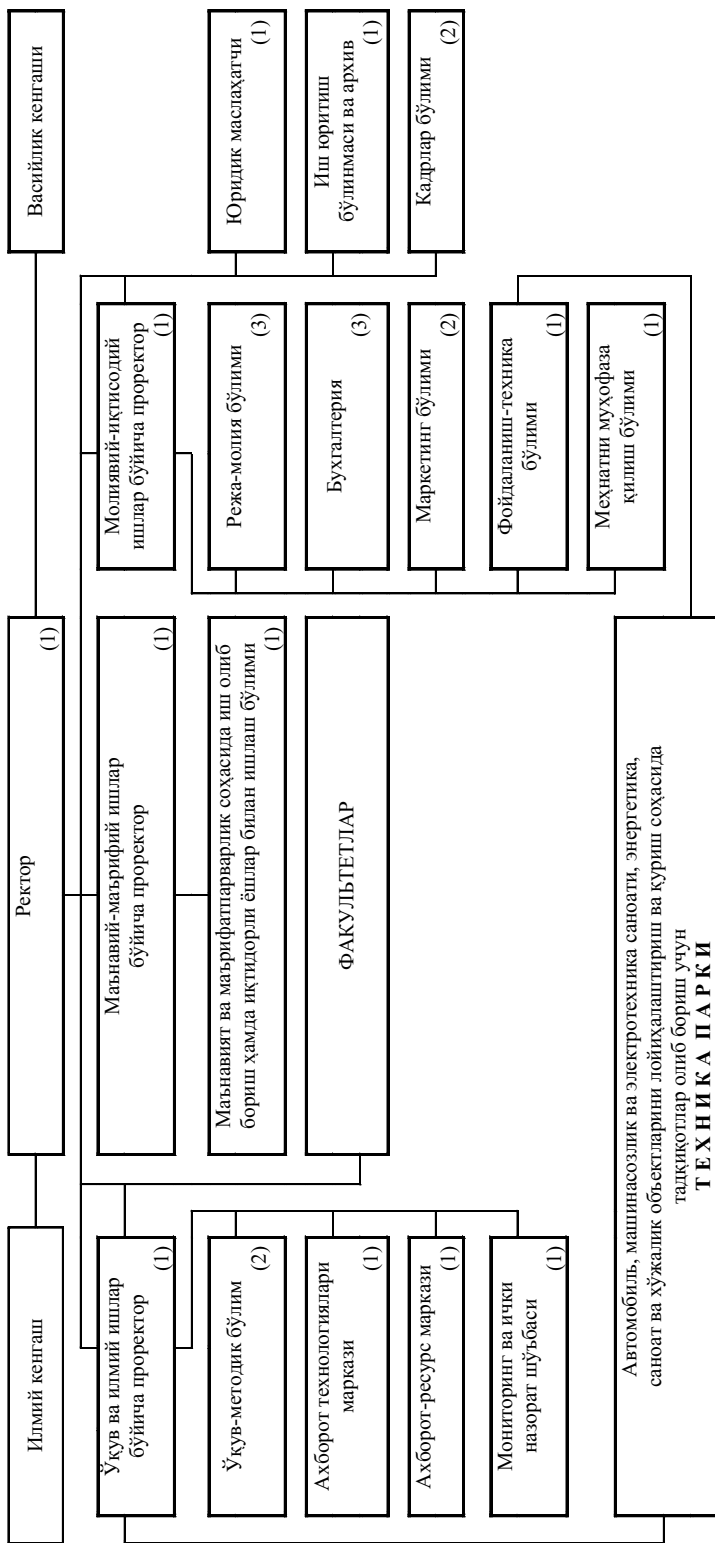 Илмий кенгаш
Ректор
(1)
Васийлик кенгаши
Ўқув ва илмий ишлар
бўйича проректор
(1)
Маънавий-маърифий ишлар
бўйича проректор
(1)
Молиявий-иқтисодий
ишлар бўйича проректор
(1)
Ўқув-методик бўлим
(2)
Маънавият ва маърифатпарварлик соҳасида иш олиб
бориш ҳамда иқтидорли ёшлар билан ишлаш бўлими
(1)
Режа-молия бўлими
(3)
Юридик маслаҳатчи
(1)
Ахборот технологиялари
маркази
(1)
ФАКУЛЬТЕТЛАР
Бухгалтерия
(3)
Иш юритиш
бўлинмаси ва архив
(1)
Ахборот-ресурс маркази
(1)
Маркетинг бўлими
(2)
Кадрлар бўлими
(2)
Мониторинг ва ички
назорат шўъбаси
(1)
Фойдаланиш-техника
бўлими
(1)
Меҳнатни муҳофаза
қилиш бўлими
(1)
Автомобиль, машинасозлик ва электротехника саноати, энергетика,
саноат ва хўжалик объектларини лойиҳалаштириш ва қуриш соҳасида
тадқиқотлар олиб бориш учун
ТЕХНИКА ПАРКИ